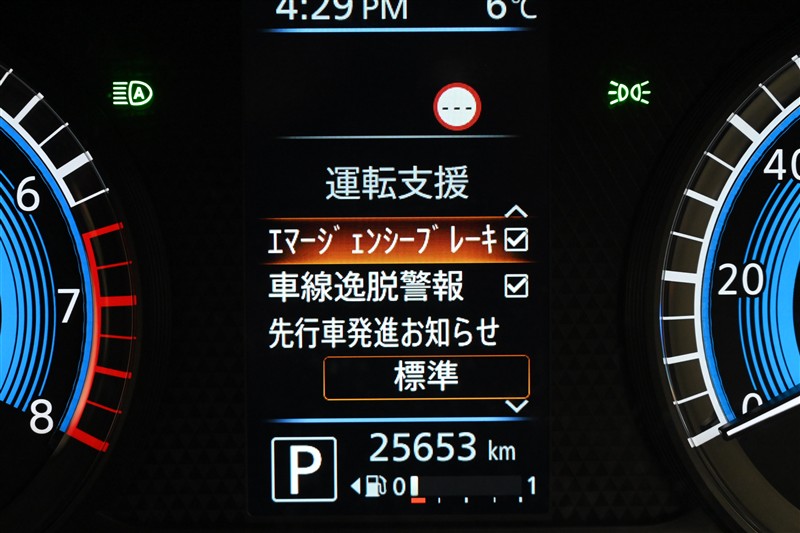 4:29 PM 6℃
A
---
運転支援
ｴﾏｰｼﾞｪﾝｼｰﾌﾞﾚｰｷ
車線逸脱警報
先行車発進お知らせ
標準
25653 km
P
0 1
6
7
8
40
20
0